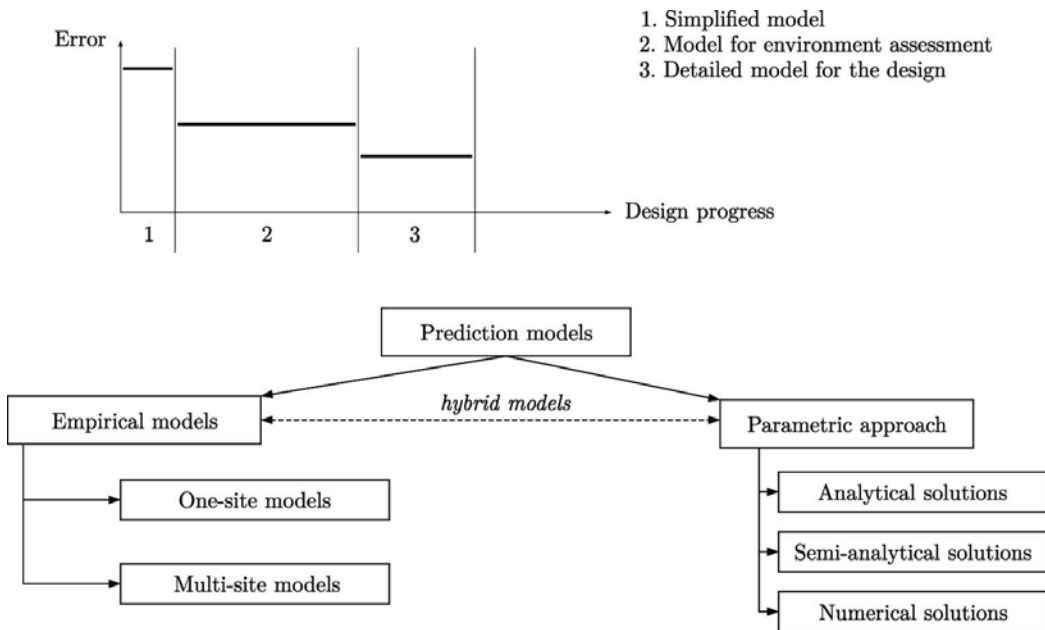 Error
1. Simplified model
2. Model for environment assessment
3. Detailed model for the design
Design progress
1
2
3
Prediction models
hybrid models
Empirical models
Parametric approach
One-site models
Analytical solutions
Semi-analytical solutions
Multi-site models
Numerical solutions